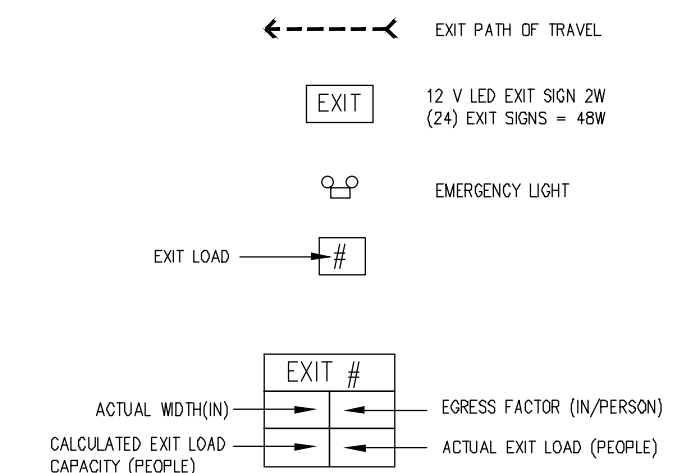 EXIT PATH OF TRAVEL
EXIT
12 V LED EXIT SIGN 2W
(24) EXIT SIGNS = 48W
EMERGENCY LIGHT
EXIT LOAD
#
EXIT #
ACTUAL WIDTH(IN)
EGRESS FACTOR (IN/PERSON)
CALCULATED EXIT LOAD
CAPACITY (PEOPLE)
ACTUAL EXIT LOAD (PEOPLE)